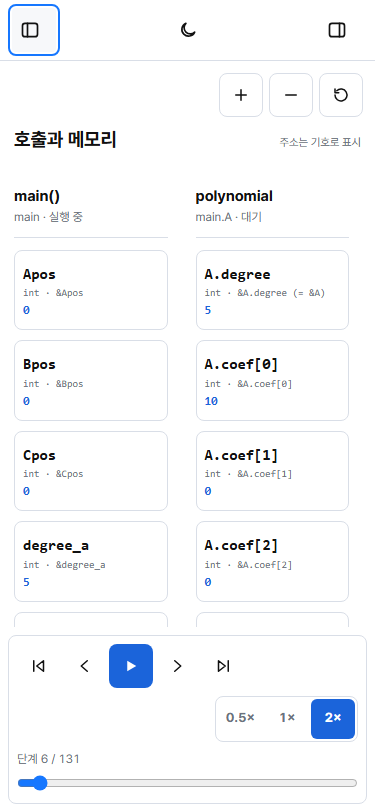 호출과 메모리
주소는 기호로 표시
main()
main · 실행 중
polynomial
main.A · 대기
Apos
int · &Apos
0
A.degree
int · &A.degree (= &A)
5
Bpos
int · &Bpos
0
A.coef[0]
int · &A.coef[0]
10
Cpos
int · &Cpos
0
A.coef[1]
int · &A.coef[1]
0
degree_a
int · &degree_a
5
A.coef[2]
int · &A.coef[2]
0
0.5×
1×
2×
단계 6 / 131